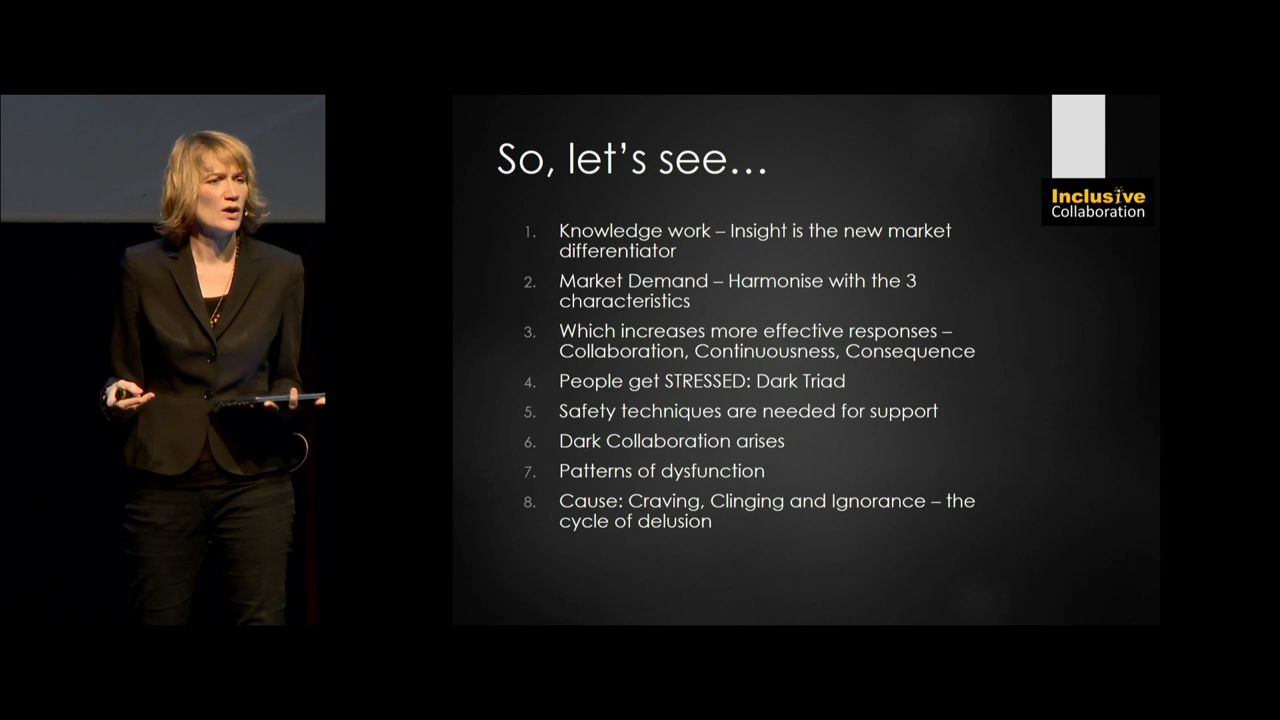 So, let's see...
Inclusive
Collaboration
1. Knowledge work – Insight is the new market
differentiator
2. Market Demand – Harmonise with the 3
characteristics
3. Which increases more effective responses –
Collaboration, Continuousness, Consequence
4. People get STRESSED: Dark Triad
5. Safety techniques are needed for support
6. Dark Collaboration arises
7. Patterns of dysfunction
8. Cause: Craving, Clinging and Ignorance – the
cycle of delusion